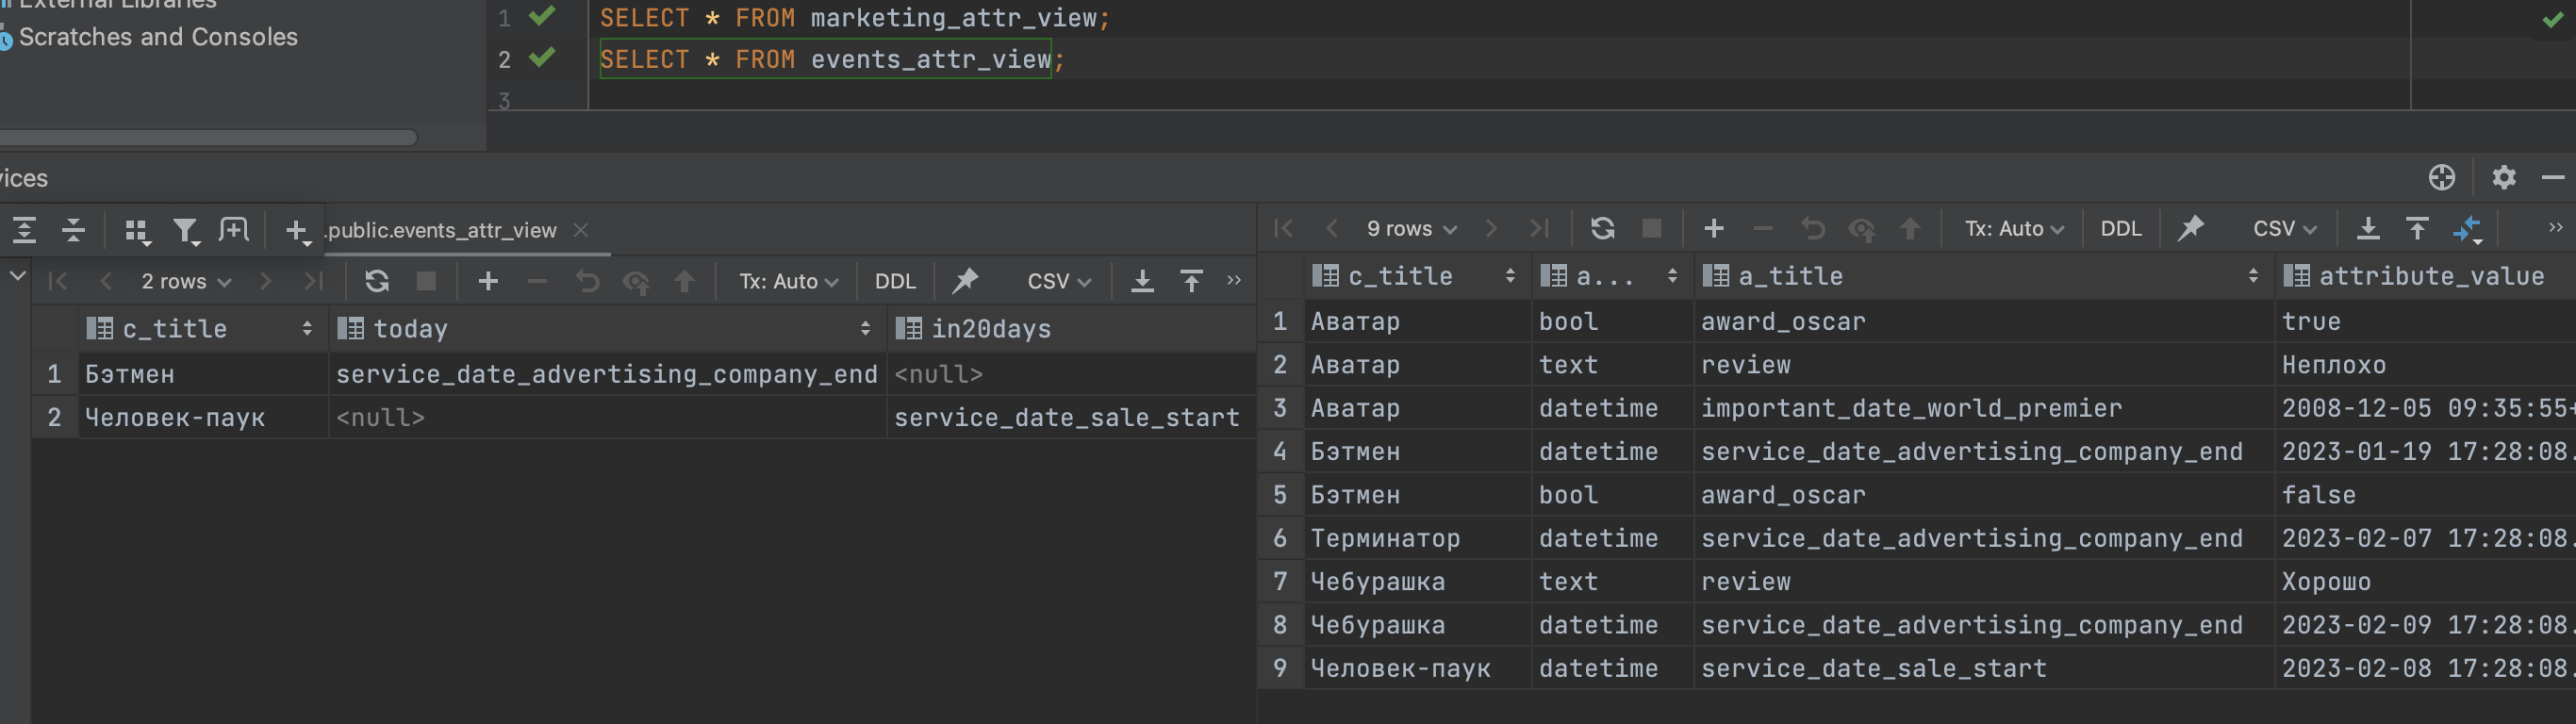 External Libraries
Scratches and Consoles
1 SELECT * FROM marketing_attr_view;
2 SELECT * FROM events_attr_view;
3
.public.events_attr_view
2 rows Tx: Auto DDL CSV
c_title today in20days
1 Бэтмен service_date_advertising_company_end <null>
2 Человек-паук <null> service_date_sale_start
9 rows Tx: Auto DDL CSV
c_title a... a_title attribute_value
1 Аватар bool award_oscar true
2 Аватар text review Неплохо
3 Аватар datetime important_date_world_premier 2008-12-05 09:35:55+
4 Бэтмен datetime service_date_advertising_company_end 2023-01-19 17:28:08.
5 Бэтмен bool award_oscar false
6 Терминатор datetime service_date_advertising_company_end 2023-02-07 17:28:08.
7 Чебурашка text review Хорошо
8 Чебурашка datetime service_date_advertising_company_end 2023-02-09 17:28:08.
9 Человек-паук datetime service_date_sale_start 2023-02-08 17:28:08.